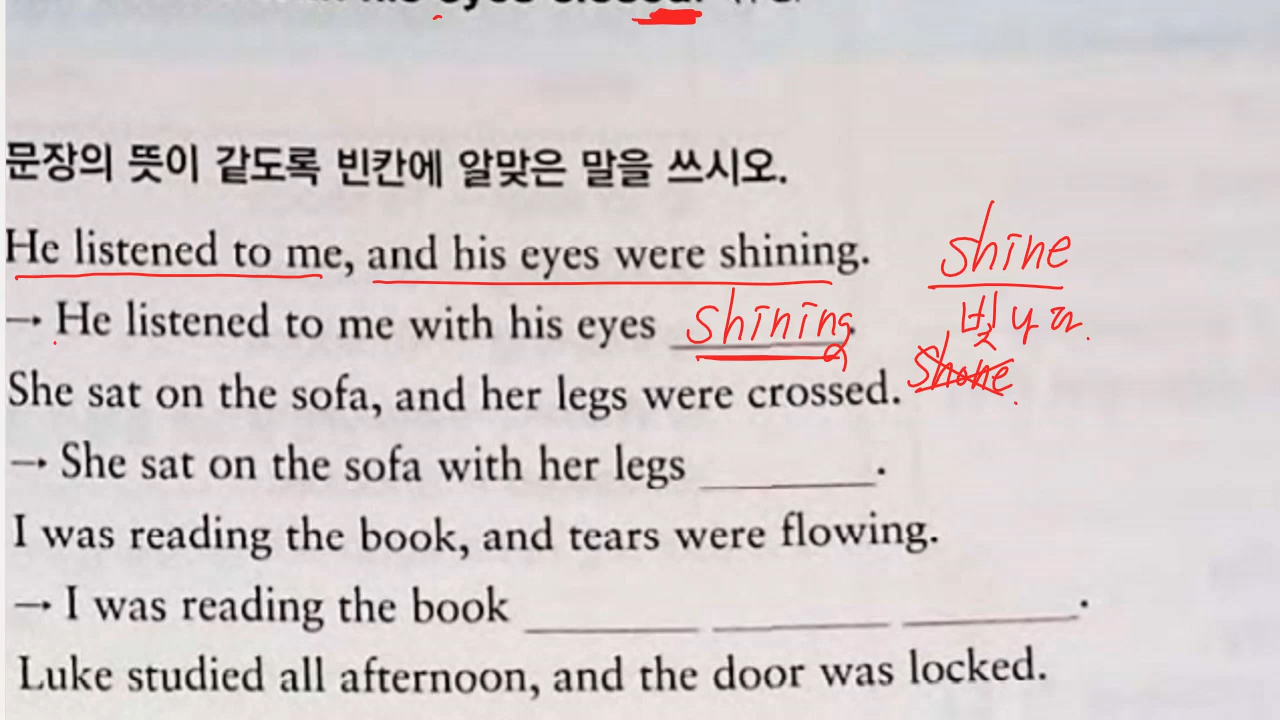 문장의 뜻이 같도록 빈칸에 알맞은 말을 쓰시오.
He listened to me, and his eyes were shining. shine
→ He listened to me with his eyes shining. 빛나다.
She sat on the sofa, and her legs were crossed. Shone.
→ She sat on the sofa with her legs ______.
I was reading the book, and tears were flowing.
→ I was reading the book ______ ______ ______.
Luke studied all afternoon, and the door was locked.